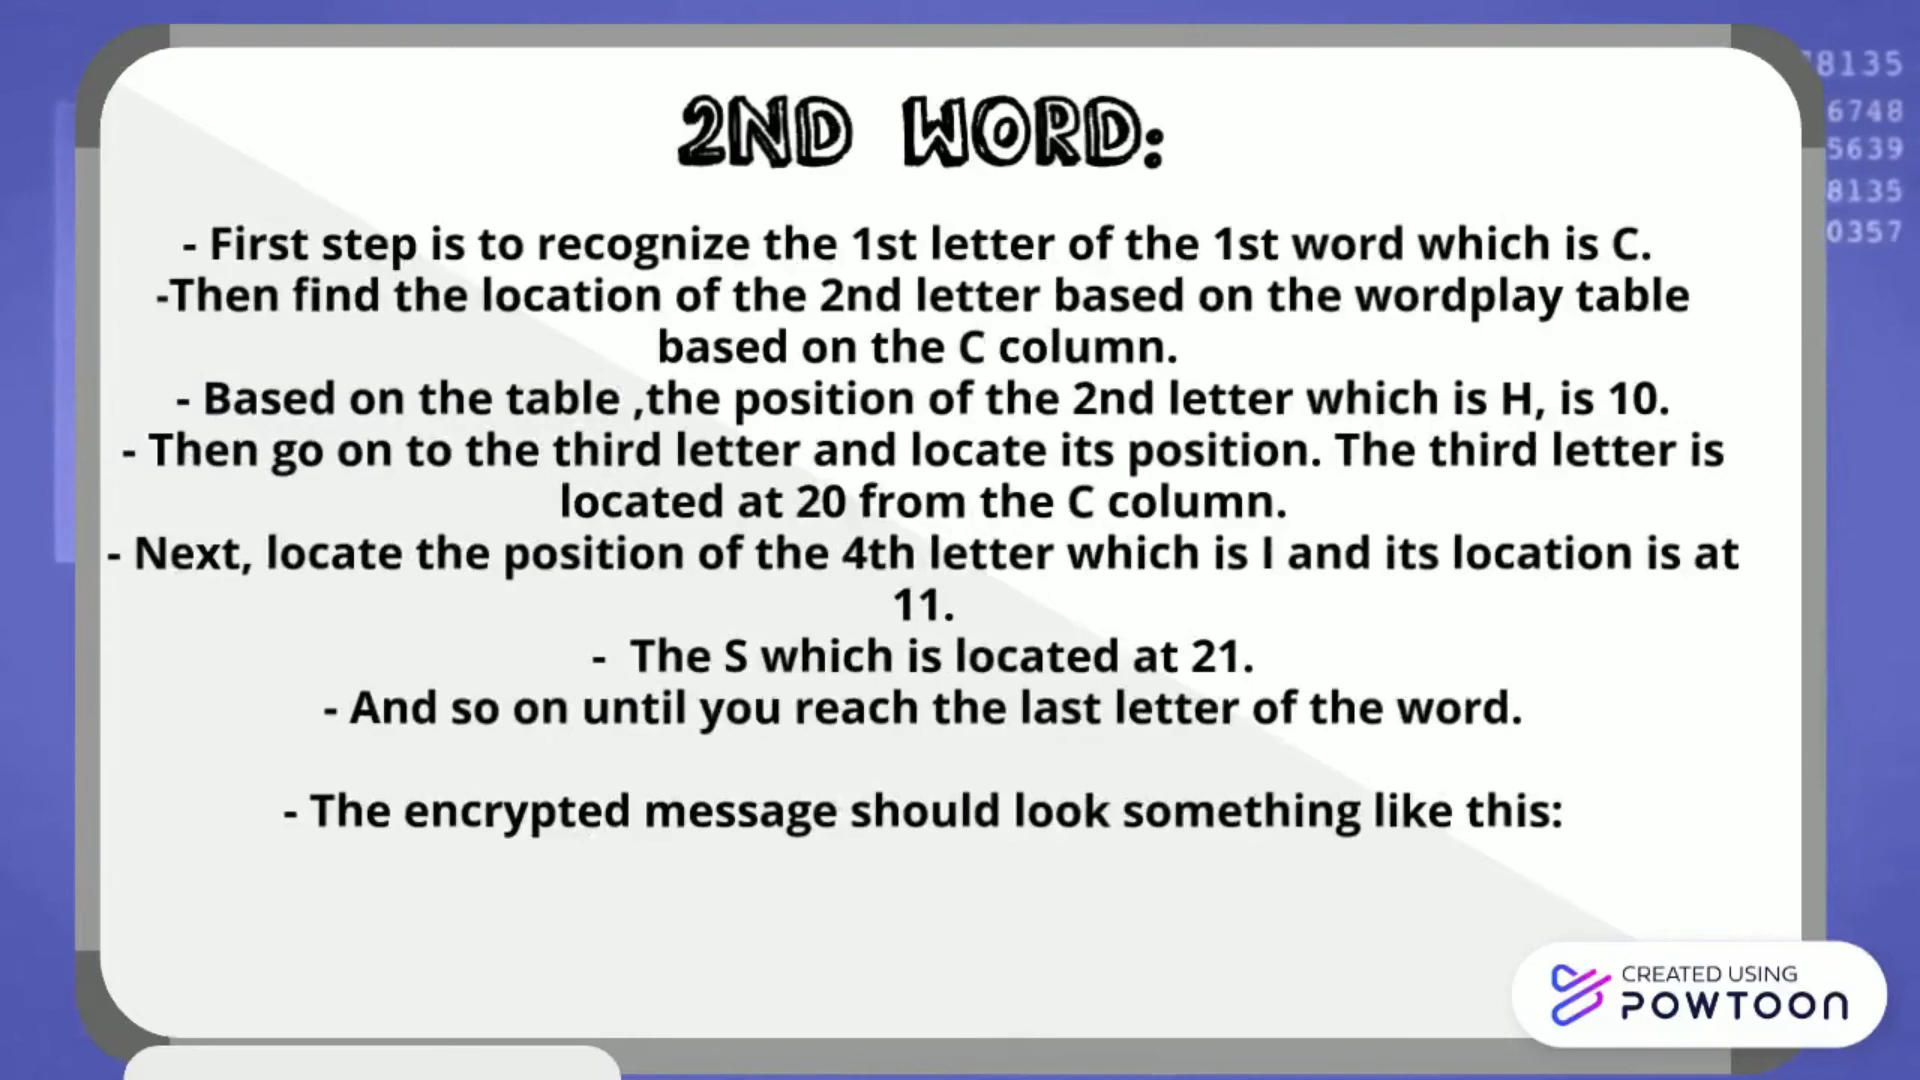 2ND WORD:
- First step is to recognize the 1st letter of the 1st word which is C.
-Then find the location of the 2nd letter based on the wordplay table
based on the C column.
- Based on the table ,the position of the 2nd letter which is H, is 10.
- Then go on to the third letter and locate its position. The third letter is
located at 20 from the C column.
- Next, locate the position of the 4th letter which is I and its location is at
11.
- The S which is located at 21.
- And so on until you reach the last letter of the word.
- The encrypted message should look something like this:
8135
6748
5639
8135
0357
CREATED USING
POWTOON